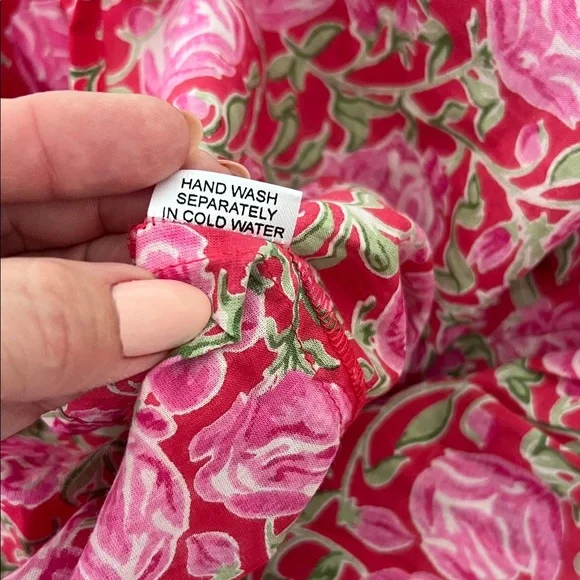 HAND WASH
SEPARATELY
IN COLD WATER